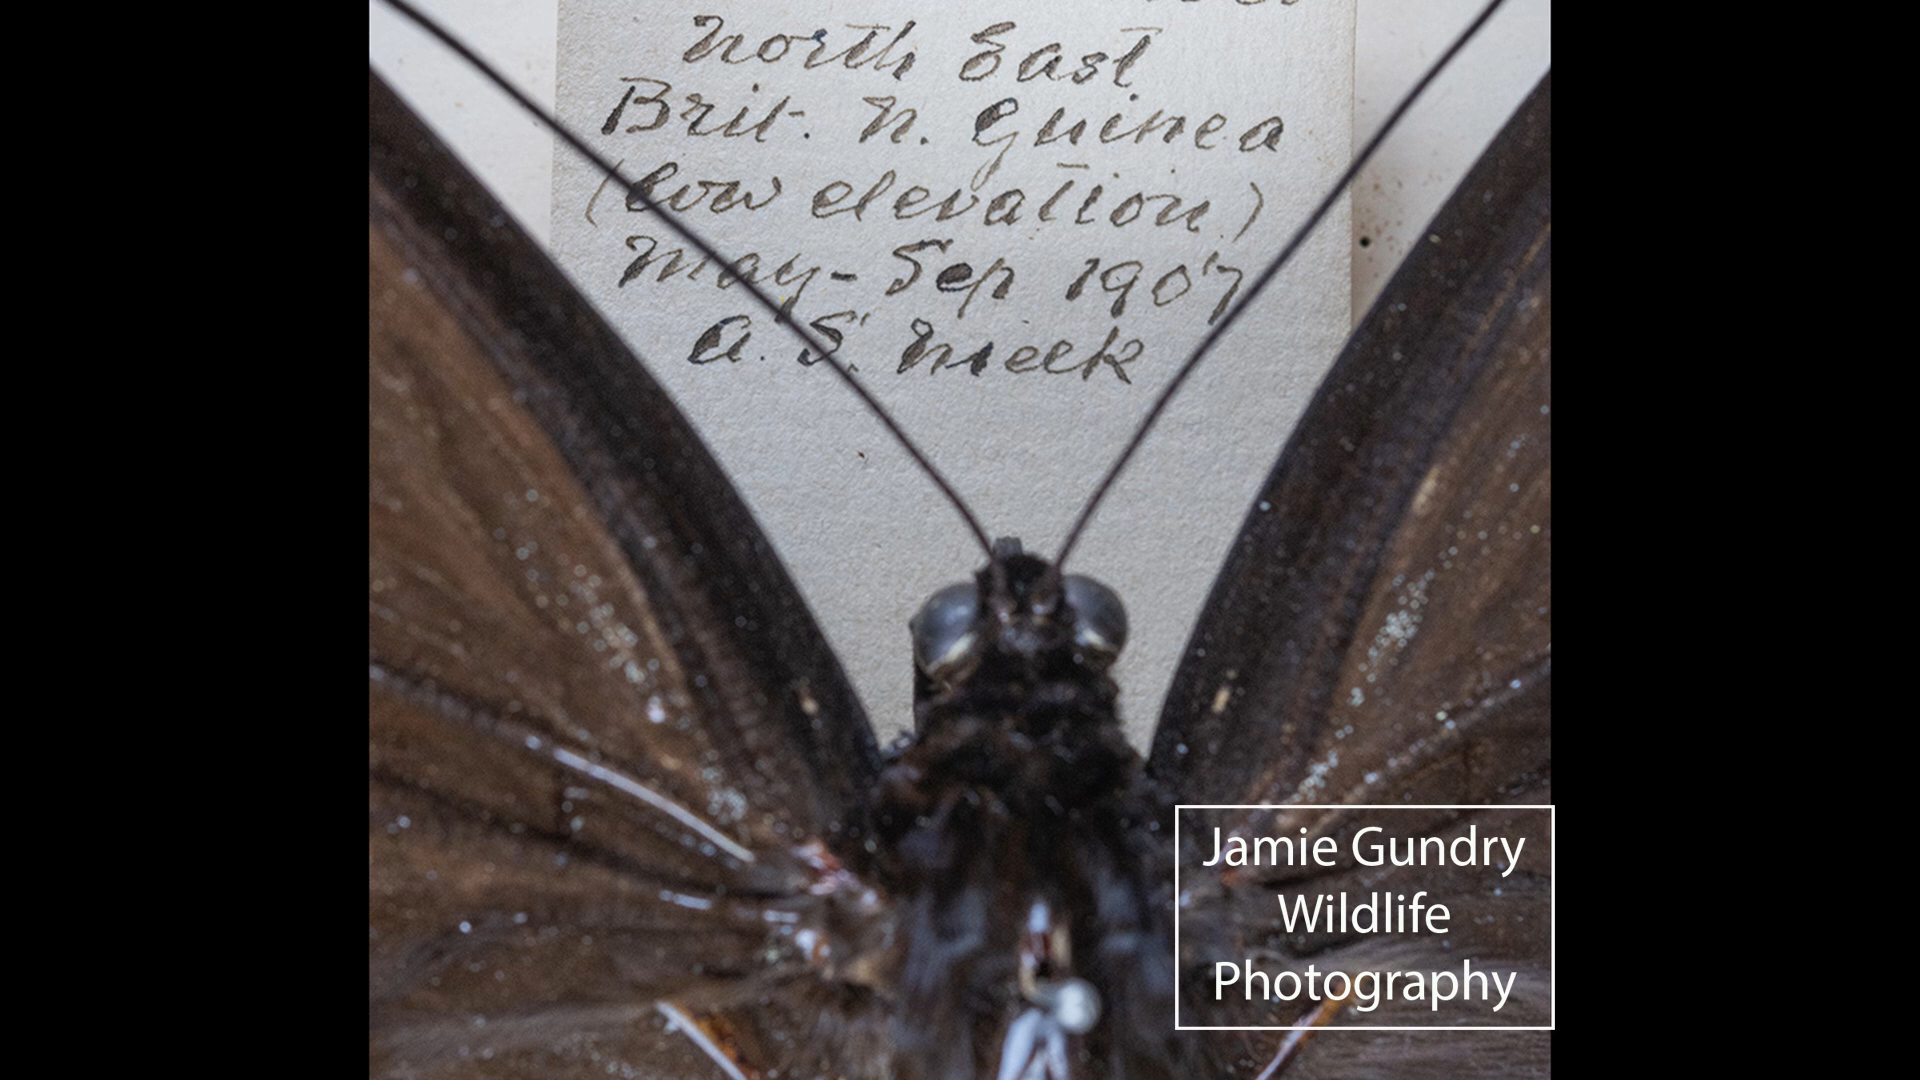 North East
Brit. N. Guinea
(low elevation)
May - Sep 1907
A. S. Meek
Jamie Gundry
Wildlife
Photography